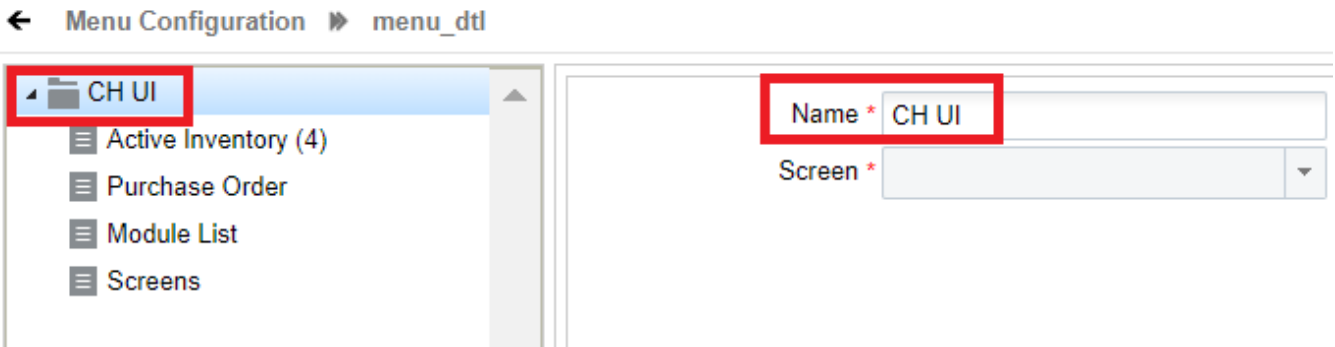 Menu Configuration menu_dtl
CH UI
Active Inventory (4)
Purchase Order
Module List
Screens
Name * CH UI
Screen *